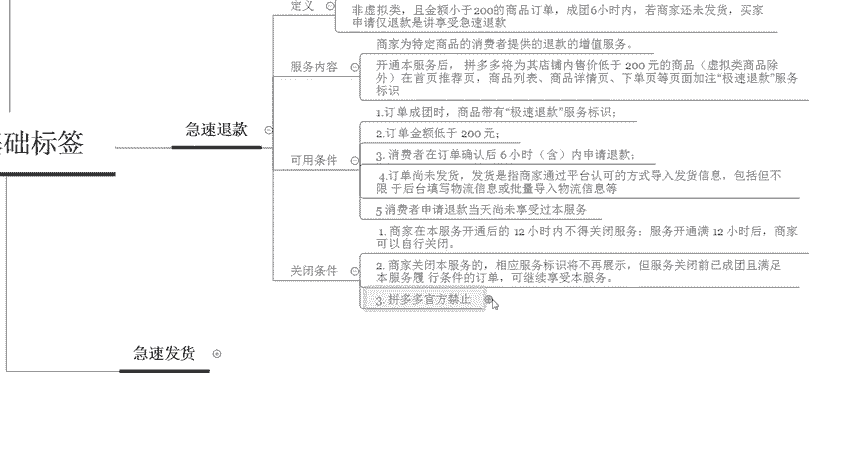 定义
非虚拟类，且金额小于200的商品订单，成团6小时内，若商家还未发货，买家
申请仅退款是讲享受急速退款
商家为特定商品的消费者提供的退款的增值服务。
服务内容
开通本服务后， 拼多多将为其店铺内售价低于 200 元的商品（虚拟类商品除
外）在首页推荐页，商品列表、商品详情页、下单页等页面加注“极速退款”服务
标识
急速退款
1.订单成团时，商品带有“极速退款”服务标识；
2.订单金额低于 200 元；
可用条件
3. 消费者在订单确认后 6 小时（含）内申请退款；
4.订单尚未发货，发货是指商家通过平台认可的方式导入发货信息，包括但不
限 于后台填写物流信息或批量导入物流信息等
5 消费者申请退款当天尚未享受过本服务
础标签
1. 商家在本服务开通后的 12 小时内不得关闭服务；服务开通满 12 小时后，商家
可以自行关闭。
关闭条件
2. 商家关闭本服务的，相应服务标识将不再展示，但服务关闭前已成团且满足
本服务履 行条件的订单，可继续享受本服务。
3. 拼多多官方禁止
急速发货